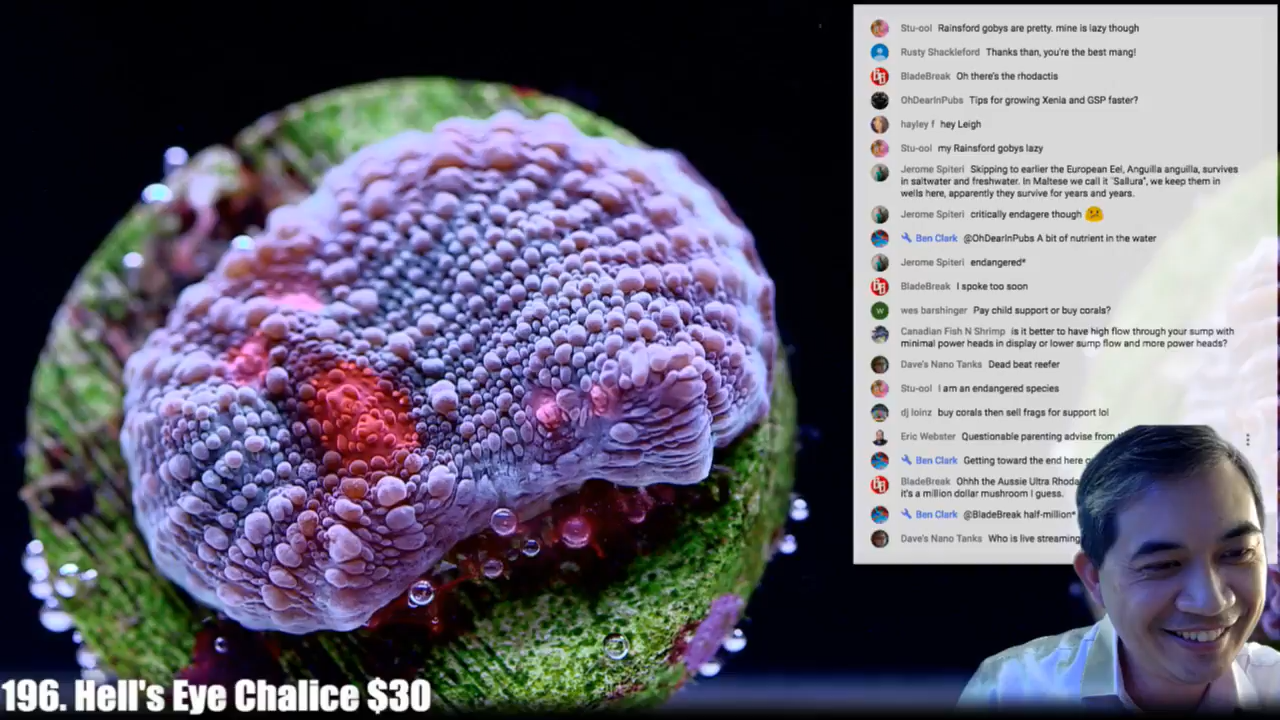 Stu-ool Rainsford gobys are pretty. mine is lazy though
Rusty Shackleford Thanks than, you're the best mang!
BladeBreak Oh there's the rhodactis
OhDearInPubs Tips for growing Xenia and GSP faster?
hayley f hey Leigh
Stu-ool my Rainsford gobys lazy
Jerome Spiteri Skipping to earlier the European Eel, Anguilla anguilla, survives
in saltwater and freshwater. In Maltese we call it "Sallura", we keep them in
wells here, apparently they survive for years and years.
Jerome Spiteri critically endagere though
Ben Clark @OhDearInPubs A bit of nutrient in the water
Jerome Spiteri endangered*
BladeBreak I spoke too soon
W wes barshinger Pay child support or buy corals?
Canadian Fish N Shrimp is it better to have high flow through your sump with
minimal power heads in display or lower sump flow and more power heads?
Dave's Nano Tanks Dead beat reefer
Stu-ool I am an endangered species
dj loinz buy corals then sell frags for support lol
Eric Webster Questionable parenting advise from
Ben Clark Getting toward the end here
BladeBreak Ohhh the Aussie Ultra Rhoda
it's a million dollar mushroom I guess.
Ben Clark @BladeBreak half-million*
Dave's Nano Tanks Who is live streaming
196. Hell's Eye Chalice $30